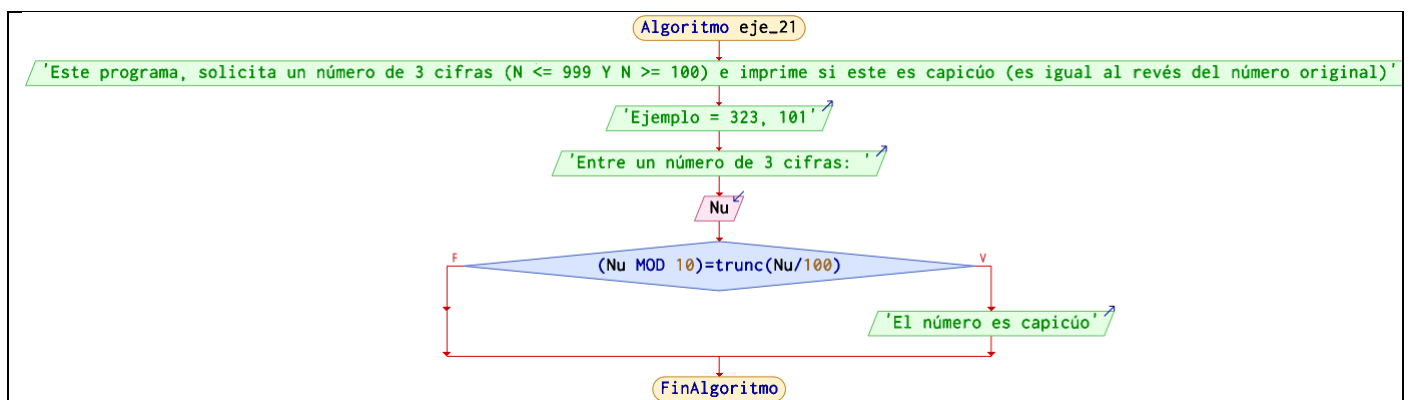 Algoritmo eje_21
'Este programa, solicita un número de 3 cifras (N <= 999 Y N >= 100) e imprime si este es capicúo (es igual al revés del número original)'
'Ejemplo = 323, 101'
'Entre un número de 3 cifras: '
Nu
F
(Nu MOD 10)=trunc(Nu/100)
V
'El número es capicúo'
FinAlgoritmo